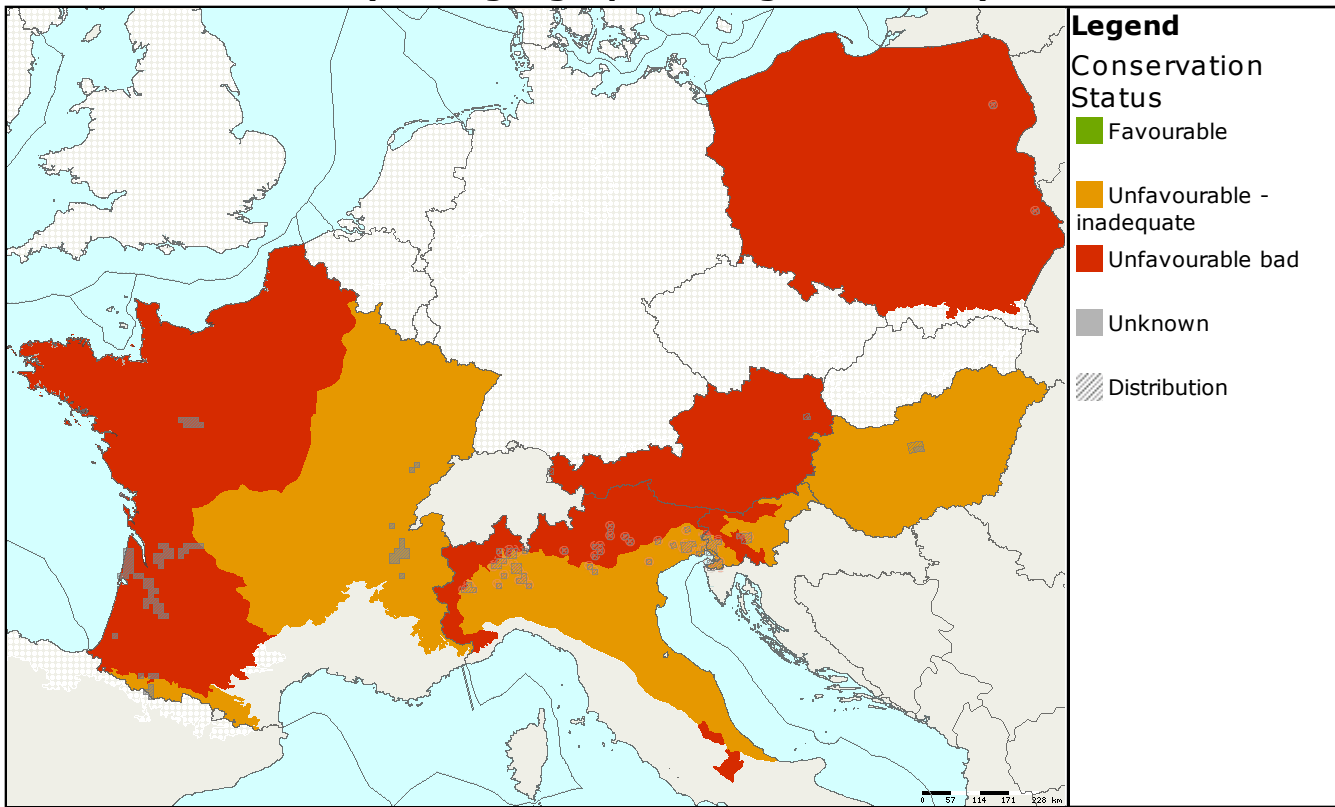 Legend
Conservation
Status
Favourable
Unfavourable -
inadequate
Unfavourable bad
Unknown
Distribution
0 57 114 171 228 km